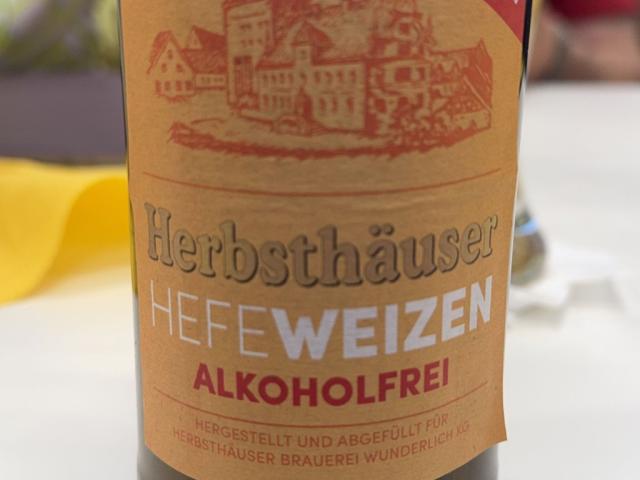 Herbsthäuser
HEFEWEIZEN
ALKOHOLFREI
HERGESTELLT UND ABGEFÜLLT FÜR
HERBSTHÄUSER BRAUEREI WUNDERLICH KG